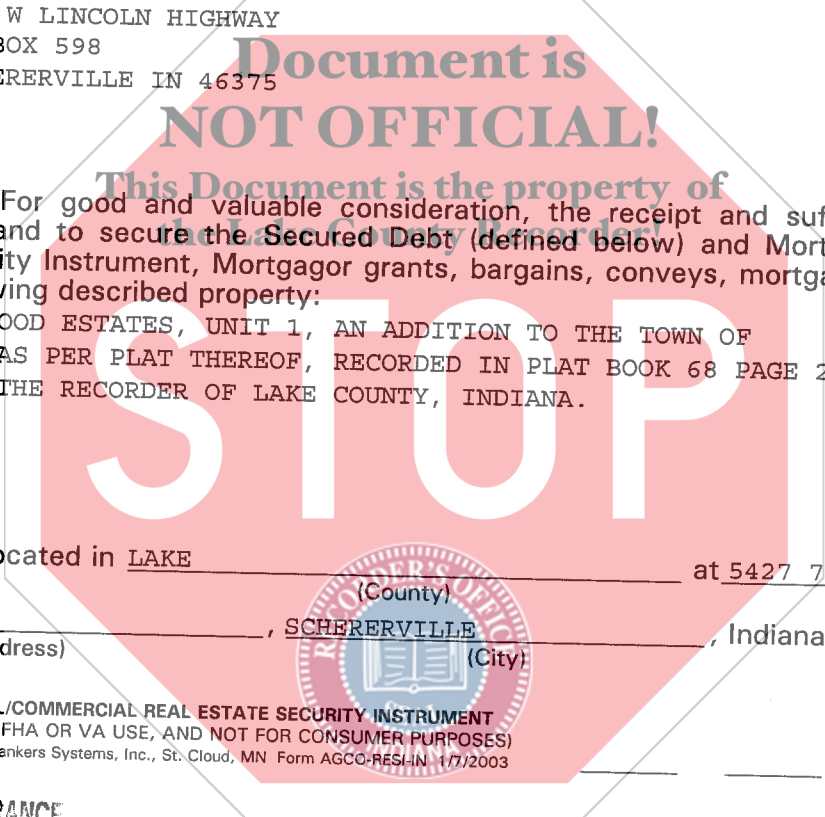 W LINCOLN HIGHWAY
BOX 598
ERERVILLE IN 46375
Document is
NOT OFFICIAL!
This Document is the property of
the Lake County Recorder!
For good and valuable consideration, the receipt and suf
and to secure the Secured Debt (defined below) and Mort
ity Instrument, Mortgagor grants, bargains, conveys, mortga
ving described property:
OOD ESTATES, UNIT 1, AN ADDITION TO THE TOWN OF
AS PER PLAT THEREOF, RECORDED IN PLAT BOOK 68 PAGE 2
THE RECORDER OF LAKE COUNTY, INDIANA.
STOP
ocated in LAKE at 5427 7
(County)
, SCHERERVILLE , Indiana
dress) (City)
RECORDER'S OFFICE
SEAL
INDIANA
L/COMMERCIAL REAL ESTATE SECURITY INSTRUMENT
FHA OR VA USE, AND NOT FOR CONSUMER PURPOSES)
ankers Systems, Inc., St. Cloud, MN Form AGCO-RESI-IN 1/7/2003
RANCE